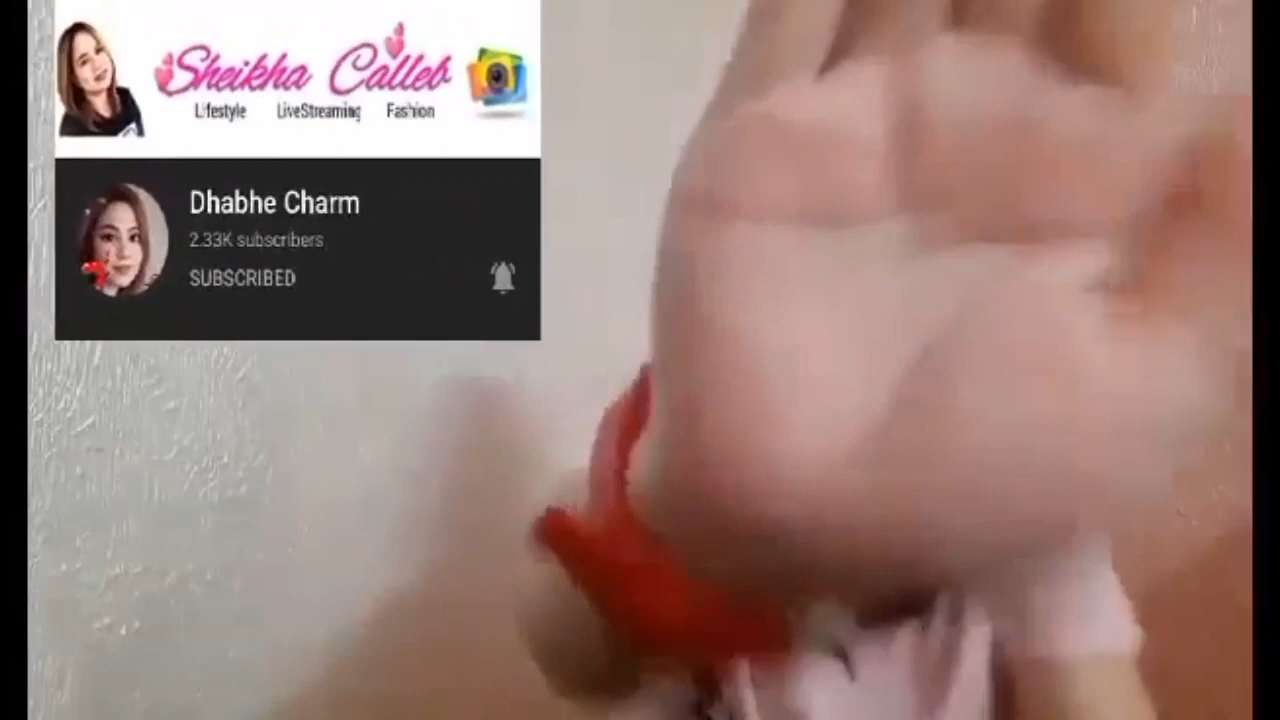 Sheikha Calleb
Lifestyle LiveStreaming Fashion
Dhabhe Charm
2.33K subscribers
SUBSCRIBED